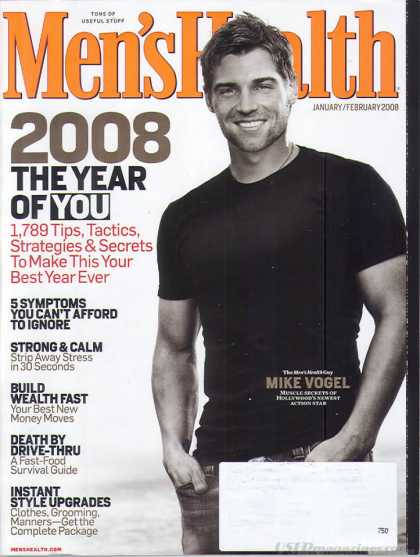 TONS OF
USEFUL STUFF
Men'sHealth
JANUARY/FEBRUARY 2008
2008
THE YEAR
OF YOU
1,789 Tips, Tactics,
Strategies & Secrets
To Make This Your
Best Year Ever
5 SYMPTOMS
YOU CAN'T AFFORD
TO IGNORE
STRONG & CALM
Strip Away Stress
in 30 Seconds
BUILD
WEALTH FAST
Your Best New
Money Moves
DEATH BY
DRIVE-THRU
A Fast-Food
Survival Guide
INSTANT
STYLE UPGRADES
Clothes, Grooming,
Manners—Get the
Complete Package
MENSHEALTH.COM
The Men's Health Guy
MIKE VOGEL
MUSCLE SECRETS OF
HOLLYWOOD'S NEWEST
ACTION STAR
750